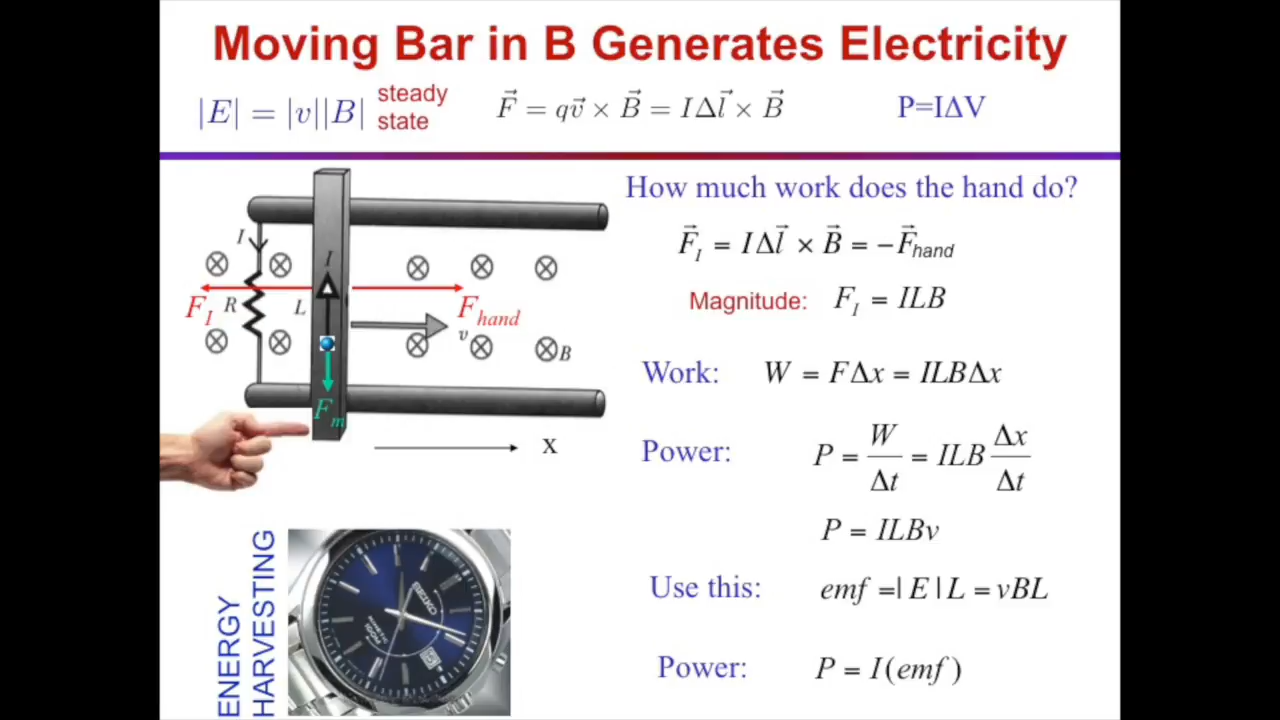 Moving Bar in B Generates Electricity
|E| = |v||B| steady state
F⃗ = qv⃗ × B⃗ = IΔl⃗ × B⃗
P=IΔV
How much work does the hand do?
F⃗_I = IΔl⃗ × B⃗ = −F⃗_hand
Magnitude: F_I = ILB
Work: W = FΔx = ILBΔx
Power: P = W/Δt = ILB Δx/Δt
P = ILBv
Use this: emf =| E | L = vBL
Power: P = I(emf)
I
I
F_I
R
L
F_hand
v
B
F_m
x
ENERGY
HARVESTING
SEIKO